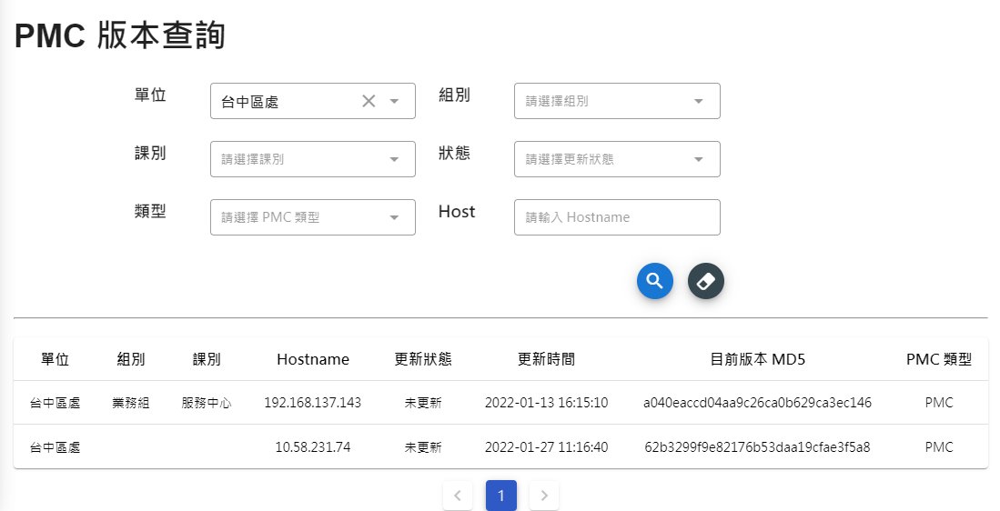 PMC 版本查詢
單位 台中區處 組別 請選擇組別
課別 請選擇課別 狀態 請選擇更新狀態
類型 請選擇 PMC 類型 Host 請輸入 Hostname
單位 組別 課別 Hostname 更新狀態 更新時間 目前版本 MD5 PMC 類型
台中區處 業務組 服務中心 192.168.137.143 未更新 2022-01-13 16:15:10 a040eaccd04aa9c26ca0b629ca3ec146 PMC
台中區處 10.58.231.74 未更新 2022-01-27 11:16:40 62b3299f9e82176b53daa19cfae3f5a8 PMC
1